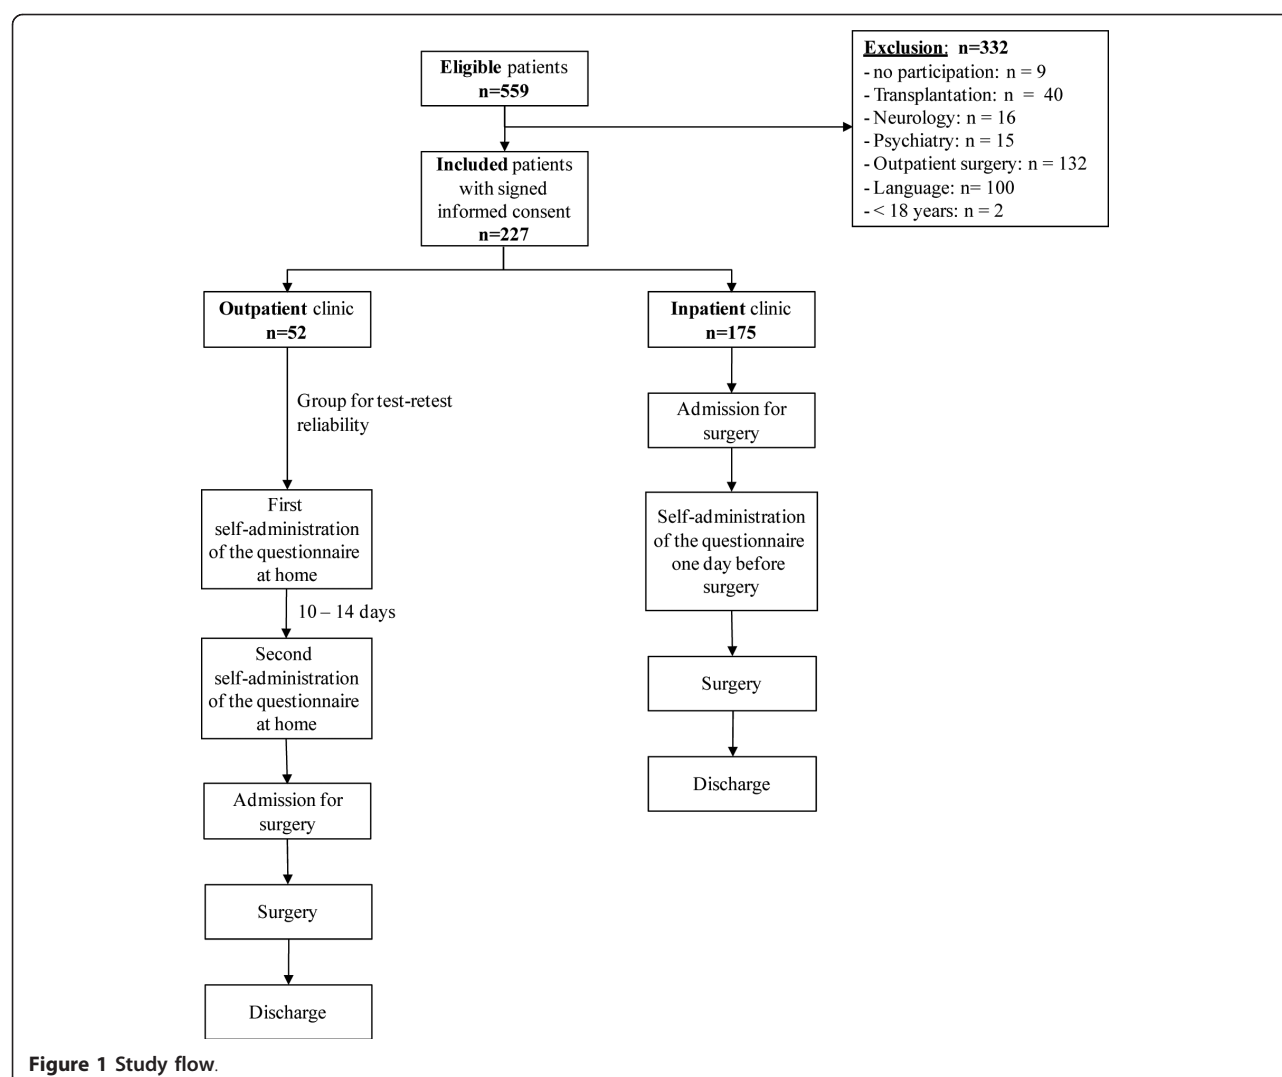 Eligible patients
n=559
Exclusion: n=332
- no participation: n = 9
- Transplantation: n = 40
- Neurology: n = 16
- Psychiatry: n = 15
- Outpatient surgery: n = 132
- Language: n= 100
- < 18 years: n = 2
Included patients
with signed
informed consent
n=227
Outpatient clinic
n=52
Inpatient clinic
n=175
Group for test-retest
reliability
First
self-administration
of the questionnaire
at home
10 – 14 days
Second
self-administration
of the questionnaire
at home
Admission for
surgery
Surgery
Discharge
Admission for
surgery
Self-administration
of the questionnaire
one day before
surgery
Surgery
Discharge
Figure 1 Study flow.